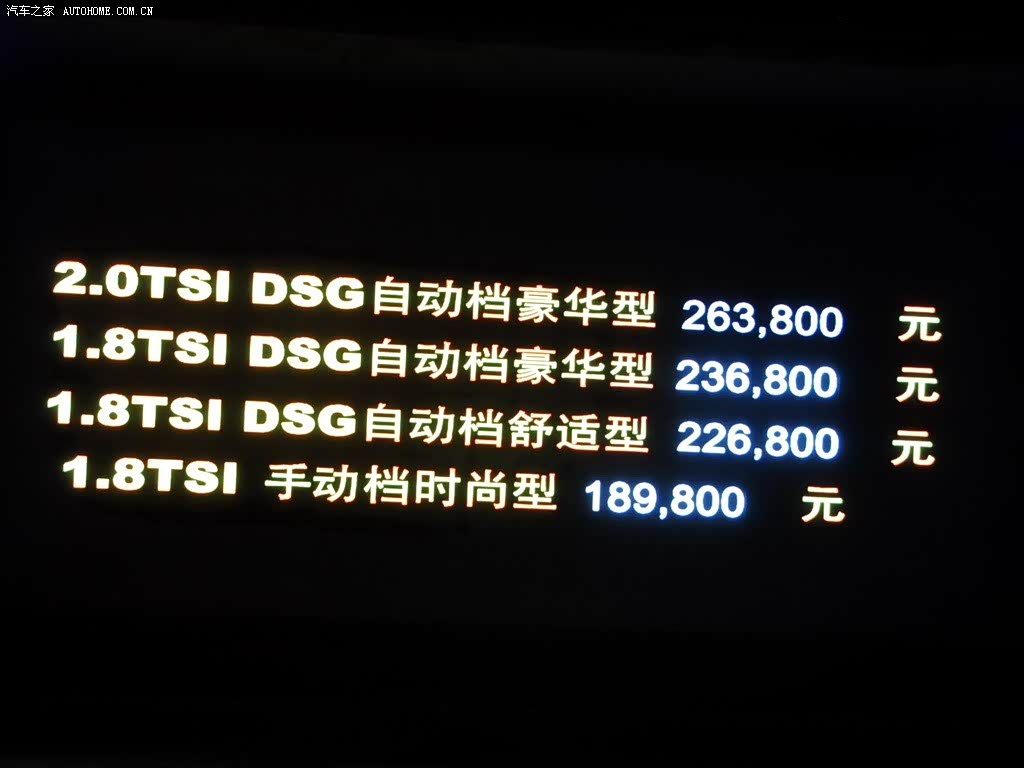 汽车之家 AUTOHOME.COM.CN
2.0TSI DSG自动档豪华型 263,800 元
1.8TSI DSG自动档豪华型 236,800 元
1.8TSI DSG自动档舒适型 226,800 元
1.8TSI 手动档时尚型 189,800 元